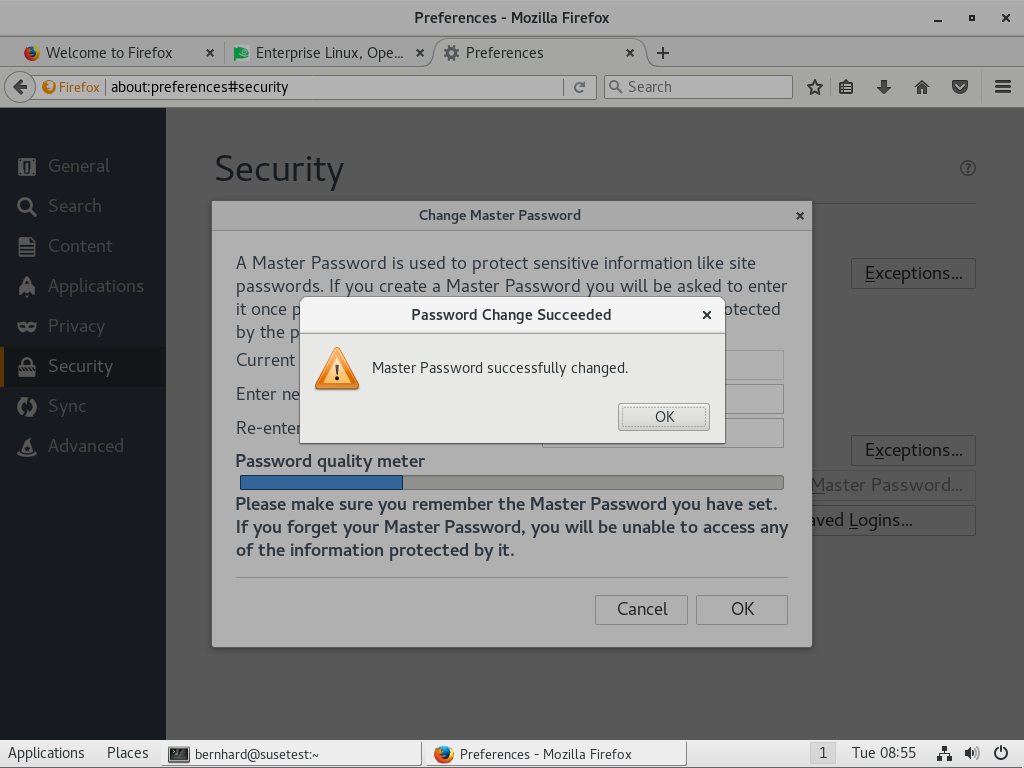 Preferences - Mozilla Firefox
Welcome to Firefox
Enterprise Linux, Ope...
Preferences
Firefox
about:preferences#security
Search
General
Search
Content
Applications
Privacy
Security
Sync
Advanced
Security
Exceptions...
Change Master Password
A Master Password is used to protect sensitive information like site
passwords. If you create a Master Password you will be asked to enter
it once p
otected
by the p
Current
Enter ne
Re-enter
Password Change Succeeded
Master Password successfully changed.
OK
Exceptions...
Master Password...
aved Logins...
Password quality meter
Please make sure you remember the Master Password you have set.
If you forget your Master Password, you will be unable to access any
of the information protected by it.
Cancel
OK
Applications
Places
bernhard@susetest:~
Preferences - Mozilla Firefox
1
Tue 08:55